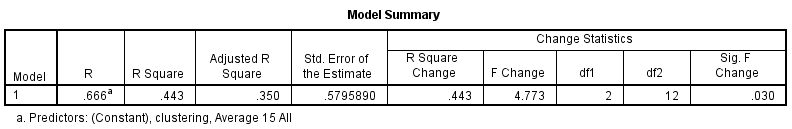 Model Summary
Change Statistics
Model R R Square Adjusted R Square Std. Error of the Estimate R Square Change F Change df1 df2 Sig. F Change
1 .666a .443 .350 .5795890 .443 4.773 2 12 .030
a. Predictors: (Constant), clustering, Average 15 All